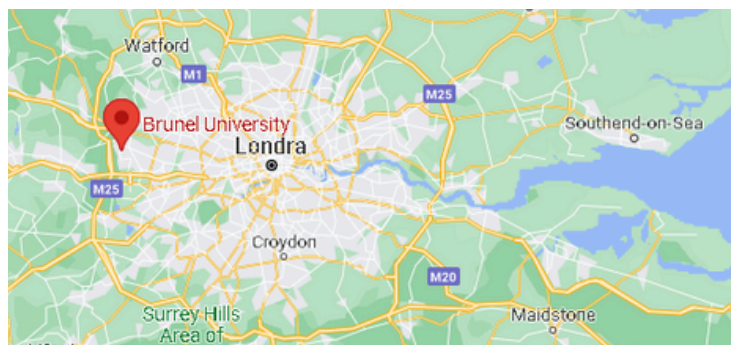 Watford
M1
M25
Brunel University
Southend-on-Sea
Londra
M25
Croydon
M20
Surrey Hills
Area of
Maidstone